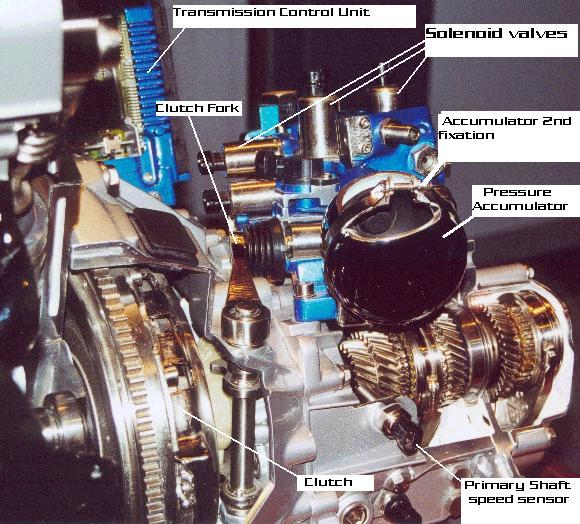 Transmission Control Unit
Solenoid valves
Clutch Fork
Accumulator 2nd
fixation
Pressure
Accumulator
Clutch
Primary Shaft
speed sensor